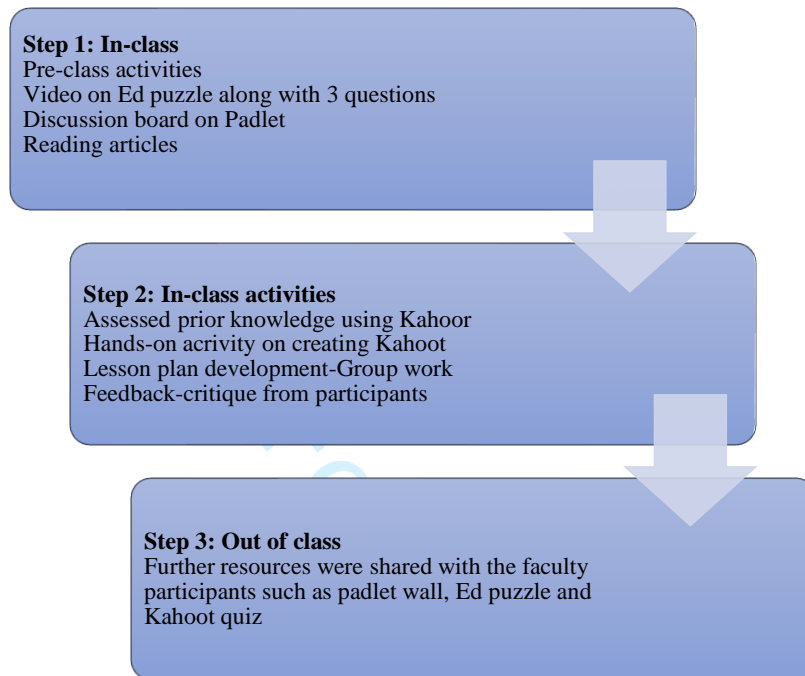 Step 1: In-class
Pre-class activities
Video on Ed puzzle along with 3 questions
Discussion board on Padlet
Reading articles
Step 2: In-class activities
Assessed prior knowledge using Kahoor
Hands-on acrivity on creating Kahoot
Lesson plan development-Group work
Feedback-critique from participants
Step 3: Out of class
Further resources were shared with the faculty
participants such as padlet wall, Ed puzzle and
Kahoot quiz